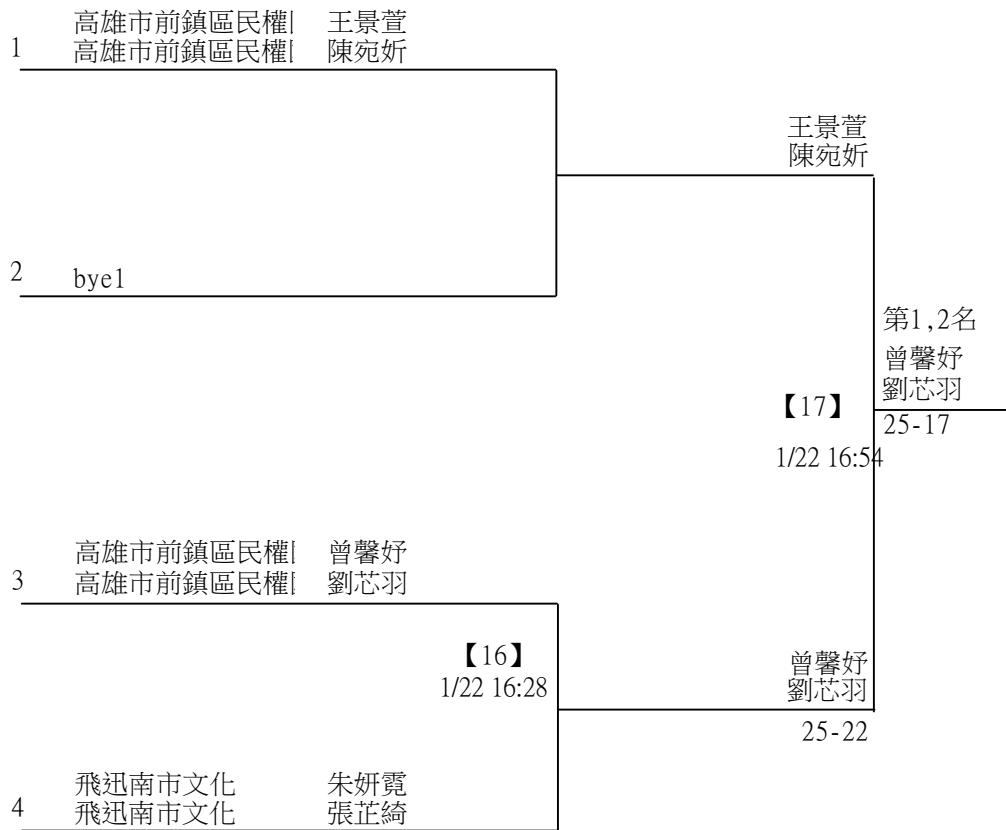 1 高雄市前鎮區民權 王景萱
高雄市前鎮區民權 陳宛妡
王景萱
陳宛妡
2 bye1
第1,2名
曾馨妤
劉芯羽
【17】
25-17
1/22 16:54
3 高雄市前鎮區民權 曾馨妤
高雄市前鎮區民權 劉芯羽
【16】
1/22 16:28
曾馨妤
劉芯羽
25-22
4 飛迅南市文化 朱妍霓
飛迅南市文化 張芷綺